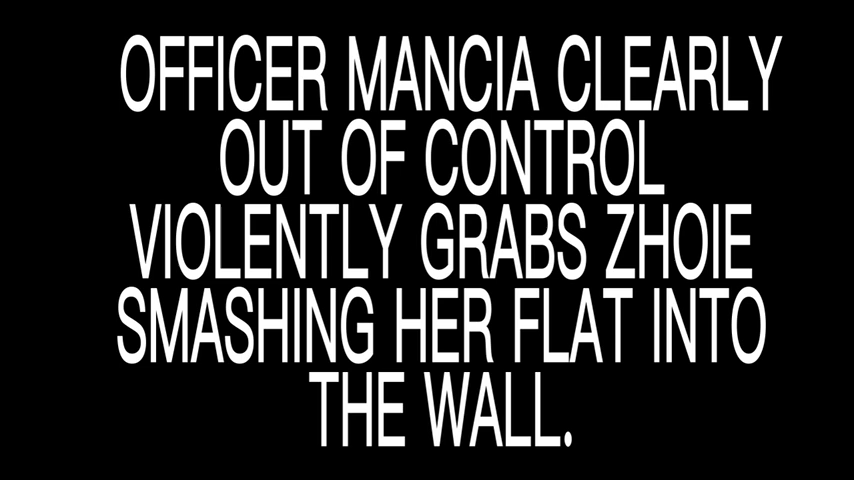 OFFICER MANCIA CLEARLY
OUT OF CONTROL
VIOLENTLY GRABS ZHOIE
SMASHING HER FLAT INTO
THE WALL.